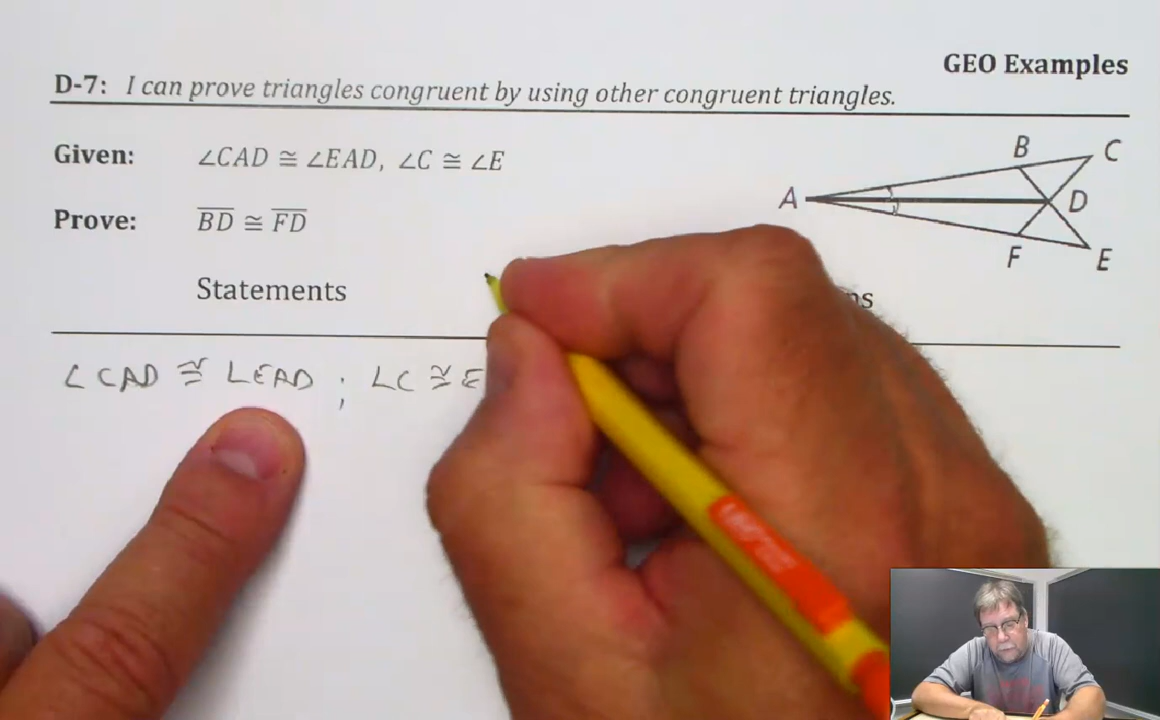 GEO Examples
D-7: I can prove triangles congruent by using other congruent triangles.
Given: ∠CAD ≅ ∠EAD, ∠C ≅ ∠E
Prove: BD ≅ FD
A B C D F E
Statements
∠CAD ≅ ∠EAD ; ∠C ≅ E